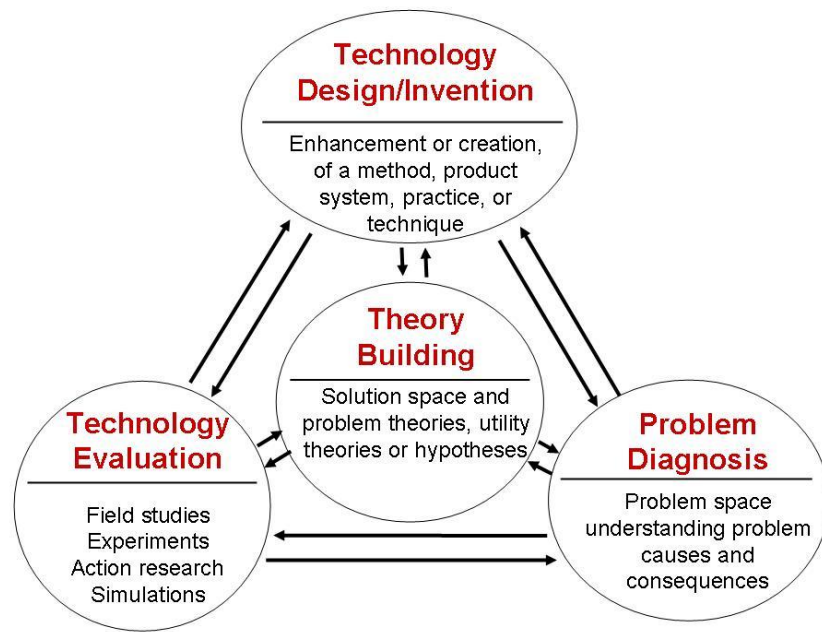 Technology
Design/Invention
Enhancement or creation,
of a method, product
system, practice, or
technique
Theory
Building
Solution space and
problem theories, utility
theories or hypotheses
Technology
Evaluation
Field studies
Experiments
Action research
Simulations
Problem
Diagnosis
Problem space
understanding problem
causes and
consequences